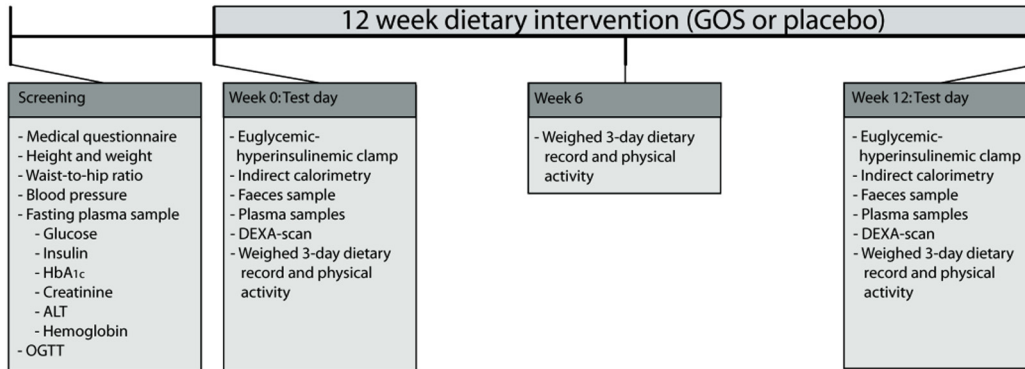 12 week dietary intervention (GOS or placebo)
Screening
- Medical questionnaire
- Height and weight
- Waist-to-hip ratio
- Blood pressure
- Fasting plasma sample
- Glucose
- Insulin
- HbA1c
- Creatinine
- ALT
- Hemoglobin
- OGTT
Week 0: Test day
- Euglycemic-
hyperinsulinemic clamp
- Indirect calorimetry
- Faeces sample
- Plasma samples
- DEXA-scan
- Weighed 3-day dietary
record and physical
activity
Week 6
- Weighed 3-day dietary
record and physical
activity
Week 12: Test day
- Euglycemic-
hyperinsulinemic clamp
- Indirect calorimetry
- Faeces sample
- Plasma samples
- DEXA-scan
- Weighed 3-day dietary
record and physical
activity